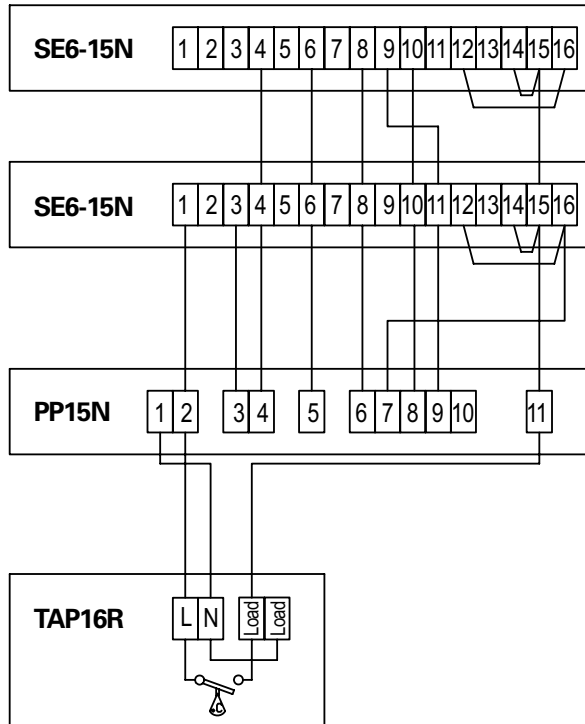 SE6-15N 1 2 3 4 5 6 7 8 9 10 11 12 13 14 15 16
SE6-15N 1 2 3 4 5 6 7 8 9 10 11 12 13 14 15 16
PP15N 1 2 3 4 5 6 7 8 9 10 11
TAP16R L N Load Load
°C